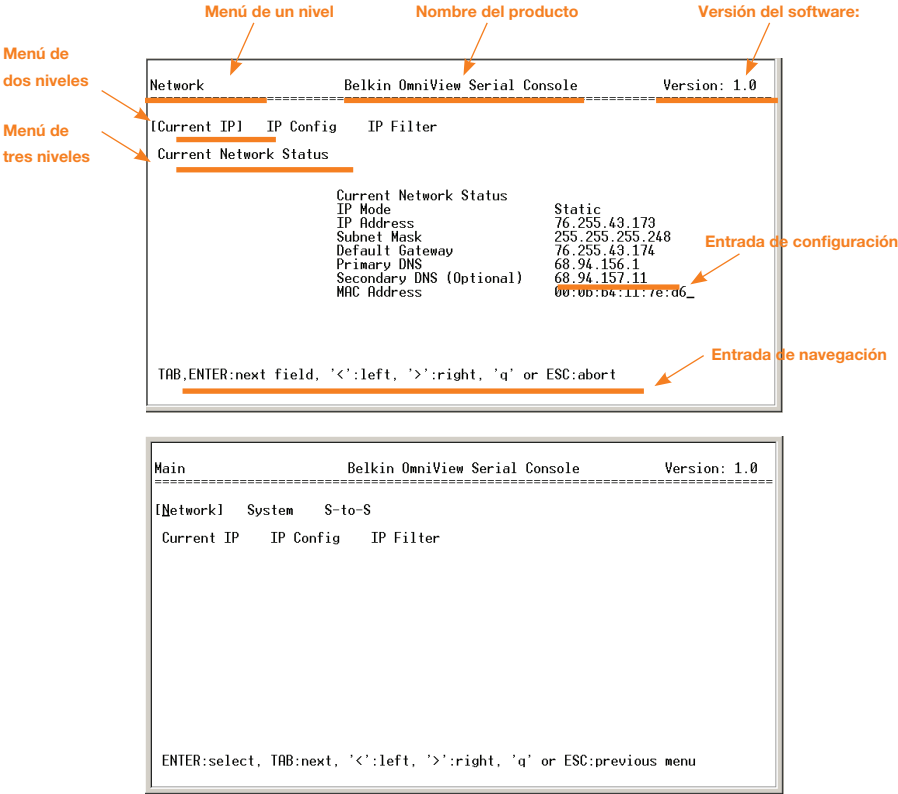 Menú de un nivel Nombre del producto Versión del software:
Menú de
dos niveles
Menú de
tres niveles
Network Belkin OmniView Serial Console Version: 1.0
[Current IP] IP Config IP Filter
Current Network Status
Current Network Status
IP Mode Static
IP Address 76.255.43.173
Subnet Mask 255.255.255.248
Default Gateway 76.255.43.174
Primary DNS 68.94.156.1
Secondary DNS (Optional) 68.94.157.11
MAC Address 00:0b:b4:11:7e:d6_
Entrada de configuración
Entrada de navegación
TAB,ENTER:next field, '<':left, '>':right, 'q' or ESC:abort
Main Belkin OmniView Serial Console Version: 1.0
[Network] System S-to-S
Current IP IP Config IP Filter
ENTER:select, TAB:next, '<':left, '>':right, 'q' or ESC:previous menu